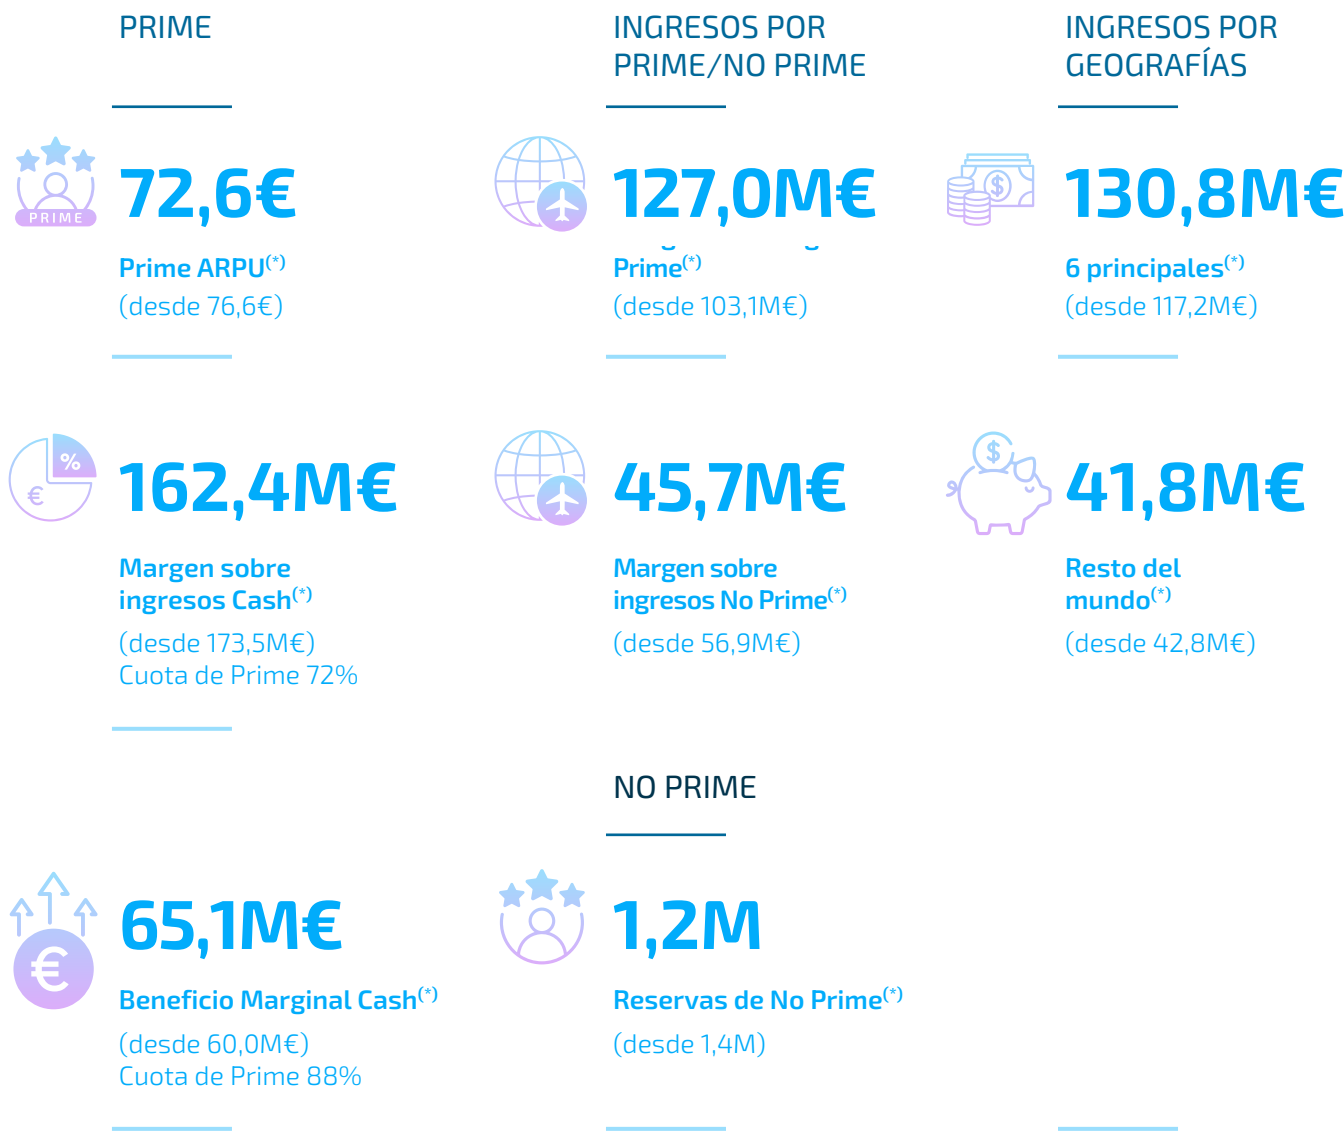 PRIME
PRIME
72,6€
Prime ARPU(*)
(desde 76,6€)
%
€
162,4M€
Margen sobre
ingresos Cash(*)
(desde 173,5M€)
Cuota de Prime 72%
€
65,1M€
Beneficio Marginal Cash(*)
(desde 60,0M€)
Cuota de Prime 88%
INGRESOS POR
PRIME/NO PRIME
127,0M€
Prime(*)
(desde 103,1M€)
45,7M€
Margen sobre
ingresos No Prime(*)
(desde 56,9M€)
NO PRIME
1,2M
Reservas de No Prime(*)
(desde 1,4M)
INGRESOS POR
GEOGRAFÍAS
$
130,8M€
6 principales(*)
(desde 117,2M€)
$
41,8M€
Resto del
mundo(*)
(desde 42,8M€)